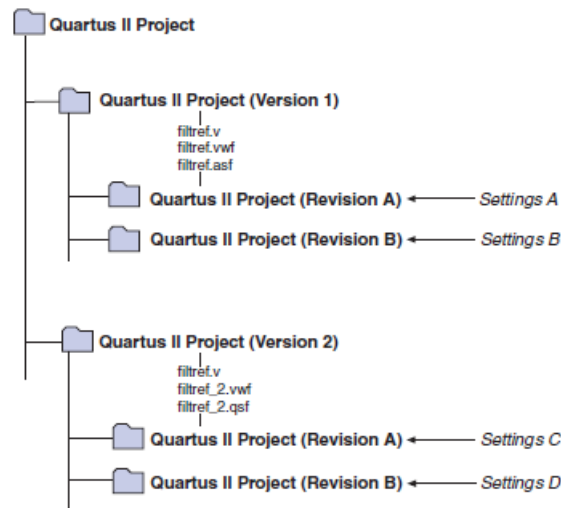 Quartus II Project
Quartus II Project (Version 1)
filtref.v
filtref.vwf
filtref.asf
Quartus II Project (Revision A) Settings A
Quartus II Project (Revision B) Settings B
Quartus II Project (Version 2)
filtref.v
filtref_2.vwf
filtref_2.qsf
Quartus II Project (Revision A) Settings C
Quartus II Project (Revision B) Settings D